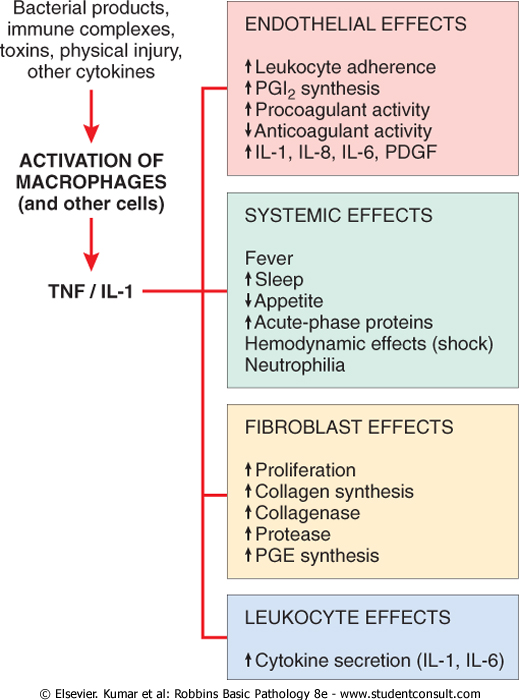 Bacterial products,
immune complexes,
toxins, physical injury,
other cytokines
ACTIVATION OF
MACROPHAGES
(and other cells)
TNF / IL-1
ENDOTHELIAL EFFECTS
↑Leukocyte adherence
↑PGI₂ synthesis
↑Procoagulant activity
↓Anticoagulant activity
↑IL-1, IL-8, IL-6, PDGF
SYSTEMIC EFFECTS
Fever
↑Sleep
↓Appetite
↑Acute-phase proteins
Hemodynamic effects (shock)
Neutrophilia
FIBROBLAST EFFECTS
↑Proliferation
↑Collagen synthesis
↑Collagenase
↑Protease
↑PGE synthesis
LEUKOCYTE EFFECTS
↑Cytokine secretion (IL-1, IL-6)
© Elsevier. Kumar et al: Robbins Basic Pathology 8e - www.studentconsult.com